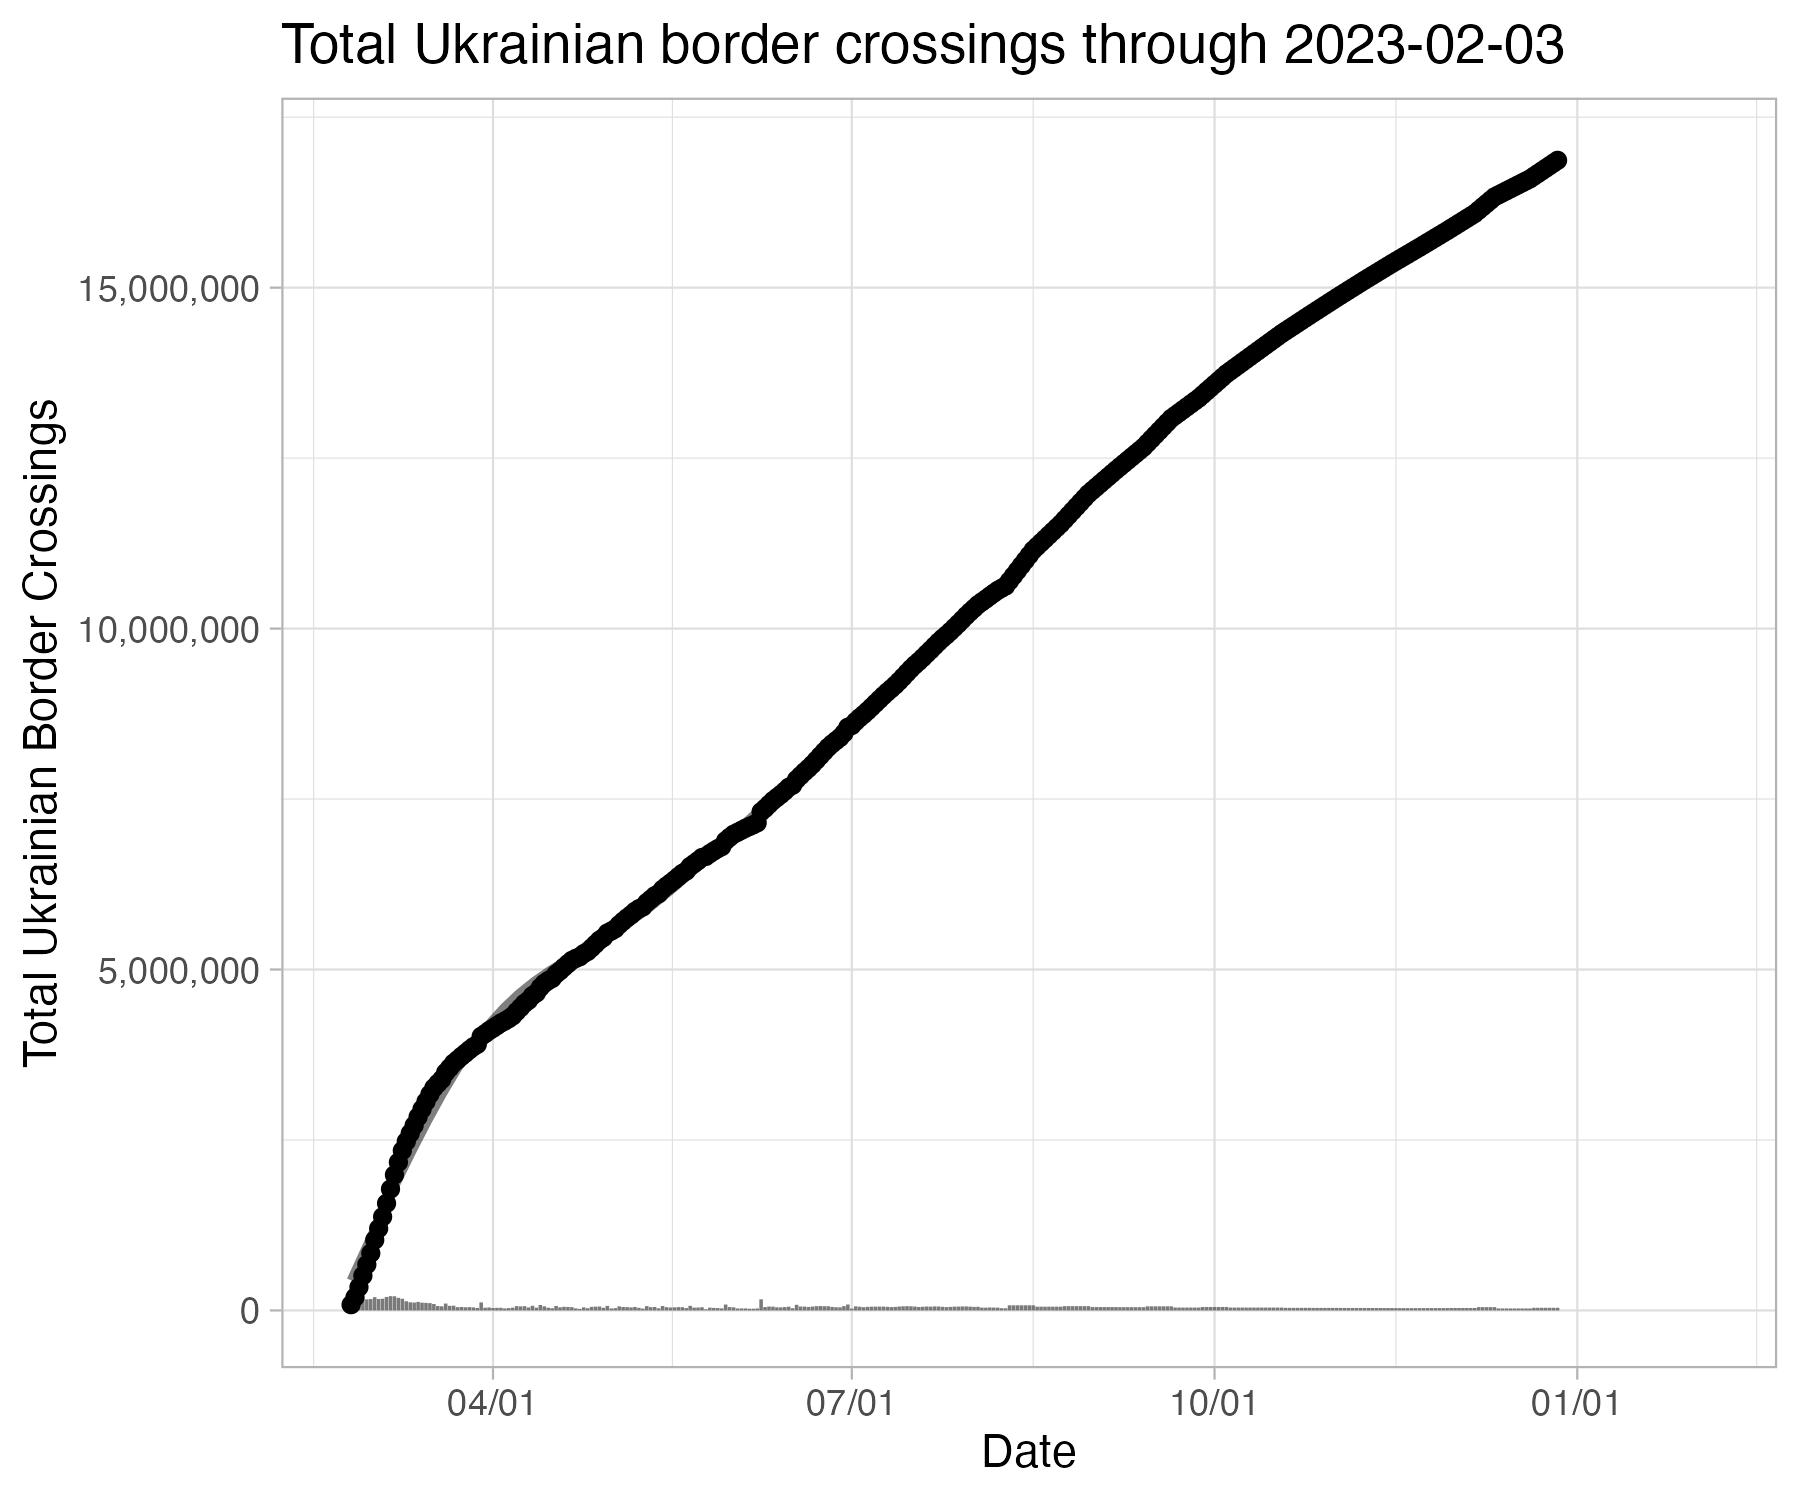 Total Ukrainian border crossings through 2023-02-03
Total Ukrainian Border Crossings
15,000,000
10,000,000
5,000,000
0
04/01
07/01
10/01
01/01
Date